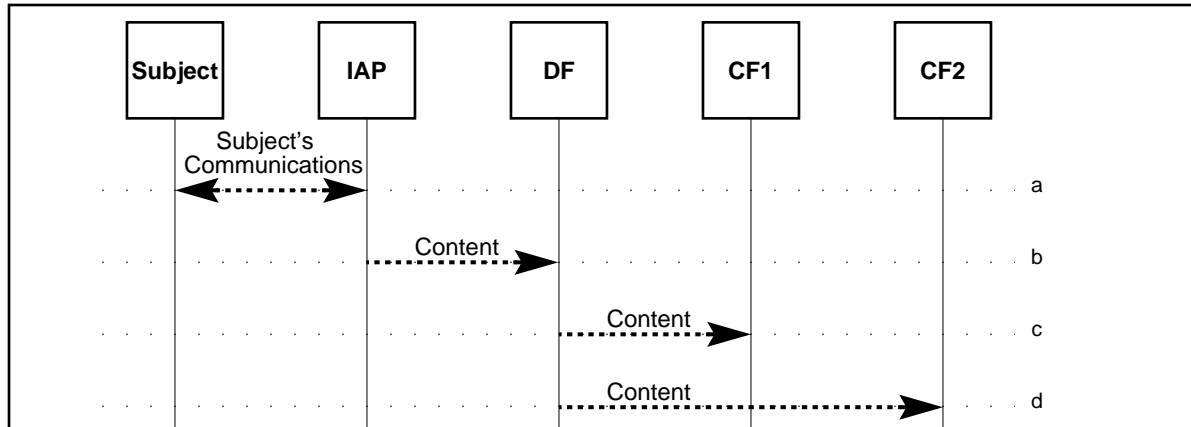 Subject IAP DF CF1 CF2
Subject's
Communications
a
Content
b
Content
c
Content
d